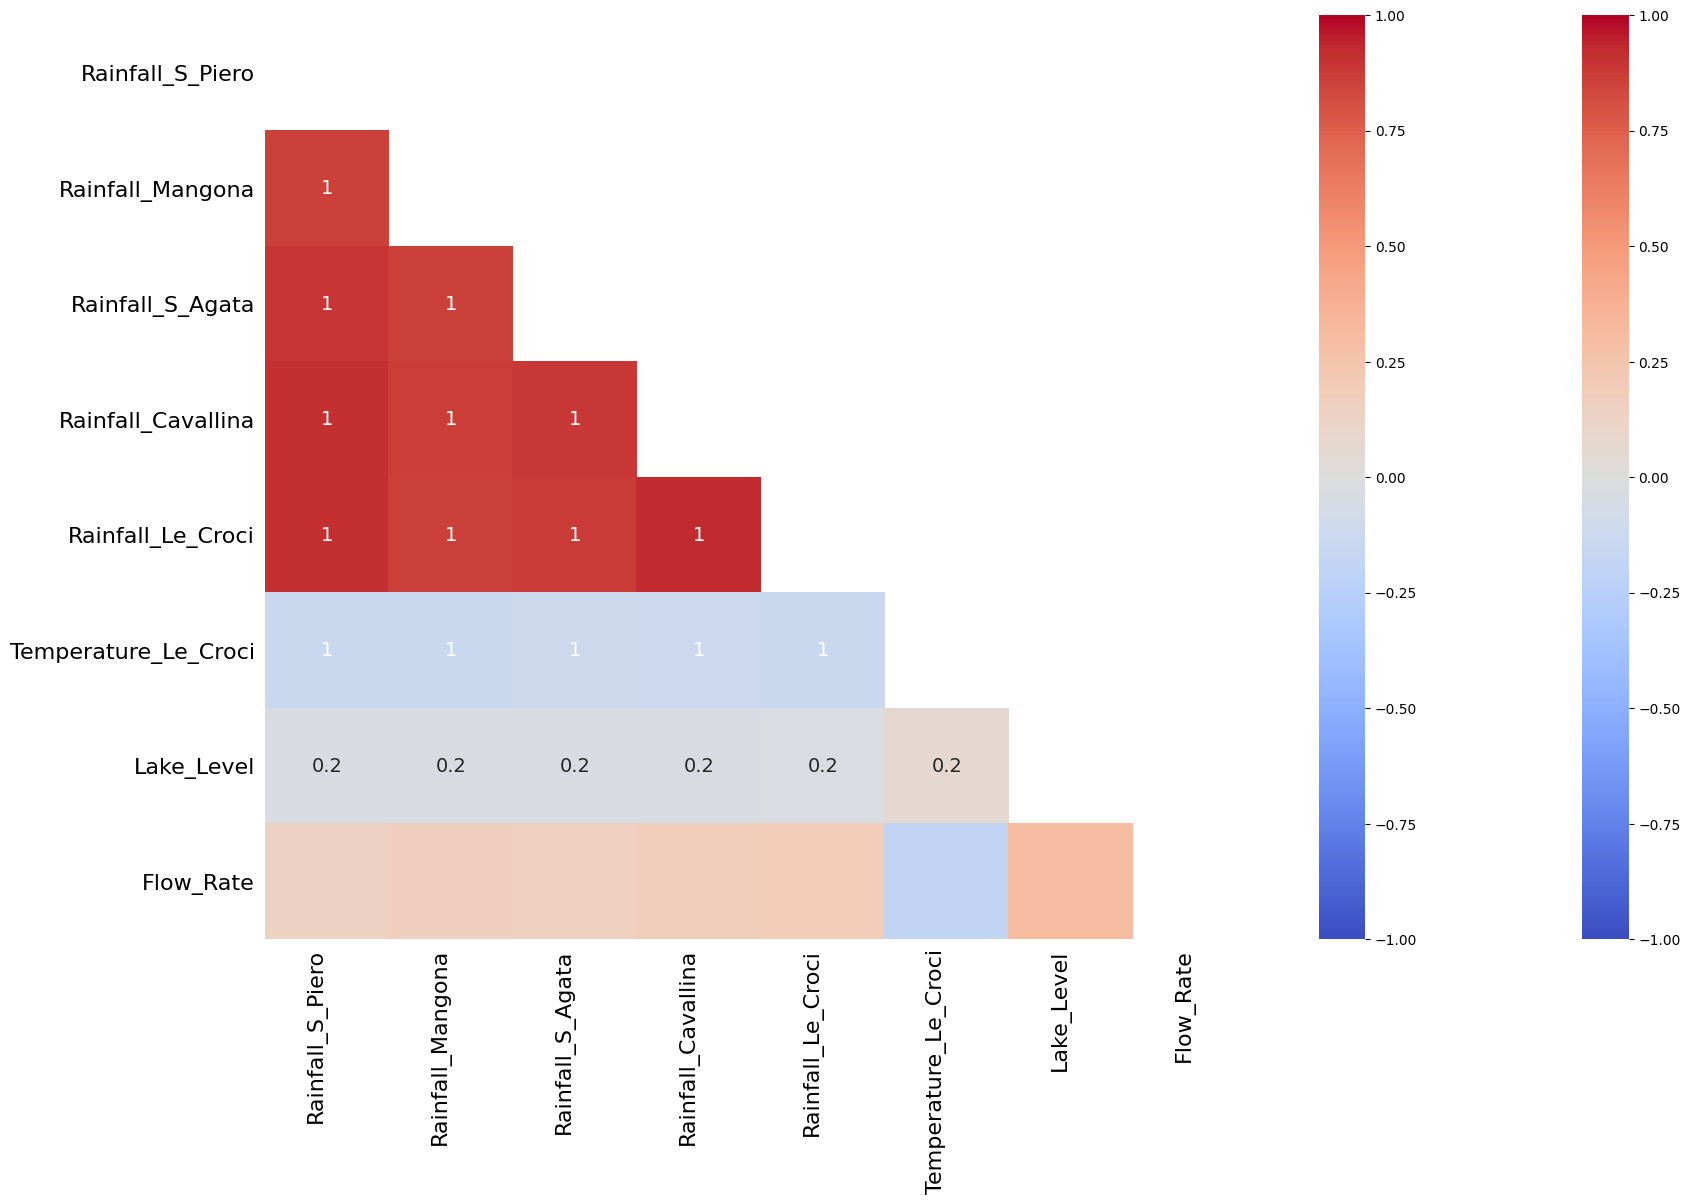 Rainfall_S_Piero
Rainfall_Mangona
1
Rainfall_S_Agata
1 1
Rainfall_Cavallina
1 1 1
Rainfall_Le_Croci
1 1 1 1
Temperature_Le_Croci
1 1 1 1 1
Lake_Level
0.2 0.2 0.2 0.2 0.2 0.2
Flow_Rate
Rainfall_S_Piero
Rainfall_Mangona
Rainfall_S_Agata
Rainfall_Cavallina
Rainfall_Le_Croci
Temperature_Le_Croci
Lake_Level
Flow_Rate
1.00
0.75
0.50
0.25
0.00
−0.25
−0.50
−0.75
−1.00
1.00
0.75
0.50
0.25
0.00
−0.25
−0.50
−0.75
−1.00